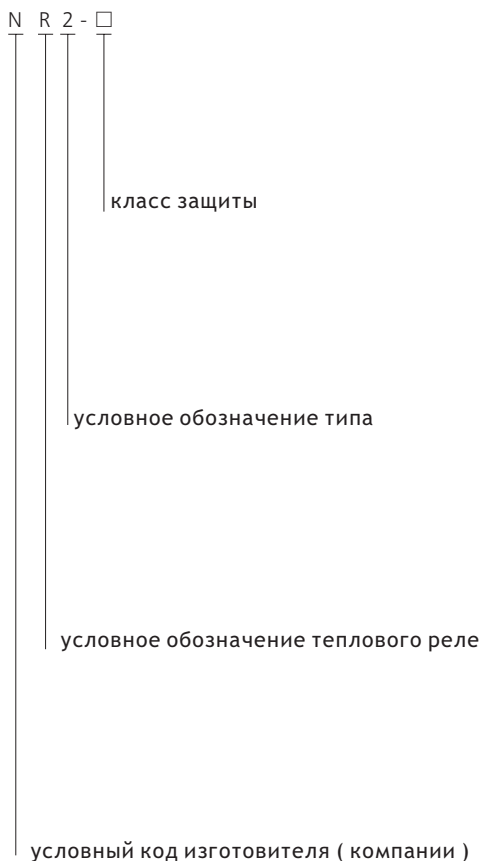 N R 2 - □
класс защиты
условное обозначение типа
условное обозначение теплового реле
условный код изготовителя ( компании )